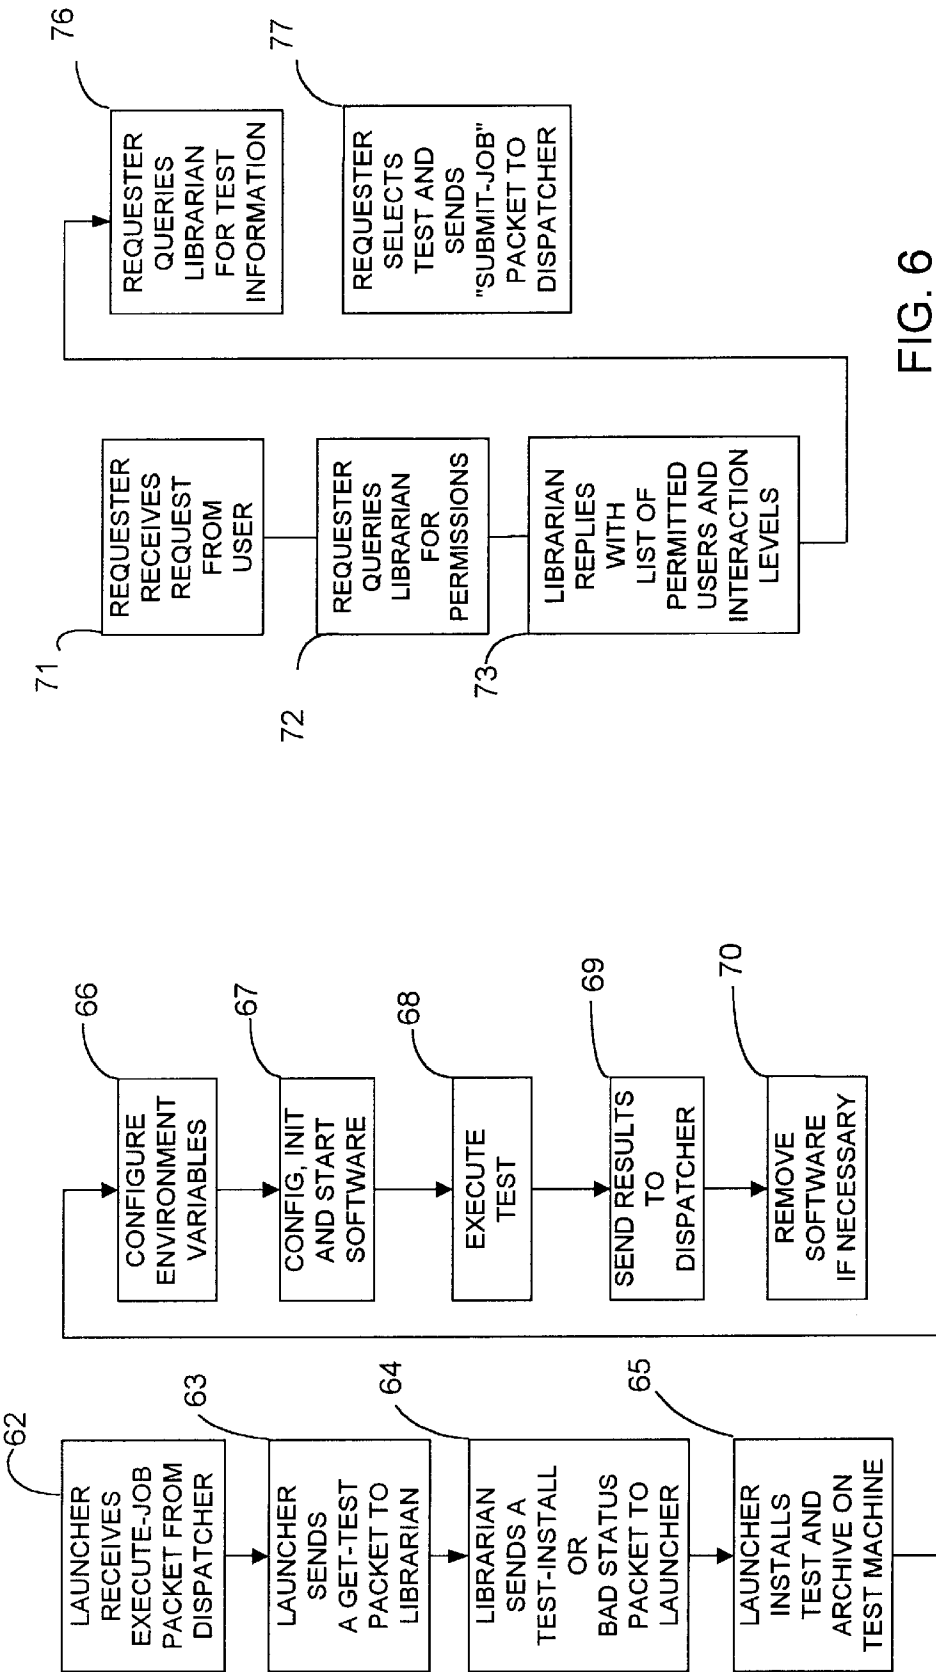 62
LAUNCHER
RECEIVES
EXECUTE-JOB
PACKET FROM
DISPATCHER
63
LAUNCHER
SENDS
A GET-TEST
PACKET TO
LIBRARIAN
64
LIBRARIAN
SENDS A
TEST-INSTALL
OR
BAD STATUS
PACKET TO
LAUNCHER
65
LAUNCHER
INSTALLS
TEST AND
ARCHIVE ON
TEST MACHINE
66
CONFIGURE
ENVIRONMENT
VARIABLES
67
CONFIG, INIT
AND START
SOFTWARE
68
EXECUTE
TEST
69
SEND RESULTS
TO
DISPATCHER
70
REMOVE
SOFTWARE
IF NECESSARY
71
REQUESTER
RECEIVES
REQUEST
FROM
USER
72
REQUESTER
QUERIES
LIBRARIAN
FOR
PERMISSIONS
73
LIBRARIAN
REPLIES
WITH
LIST OF
PERMITTED
USERS AND
INTERACTION
LEVELS
76
REQUESTER
QUERIES
LIBRARIAN
FOR TEST
INFORMATION
77
REQUESTER
SELECTS
TEST AND
SENDS
"SUBMIT-JOB"
PACKET TO
DISPATCHER
FIG. 6